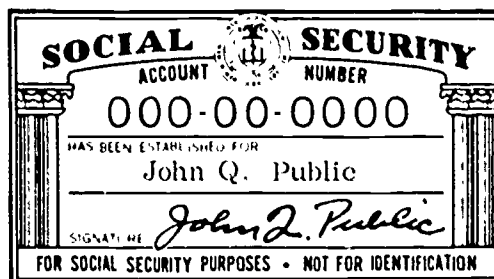 SOCIAL SECURITY
ACCOUNT NUMBER
000-00-0000
HAS BEEN ESTABLISHED FOR
John Q. Public
SIGNATURE John Q. Public
FOR SOCIAL SECURITY PURPOSES • NOT FOR IDENTIFICATION